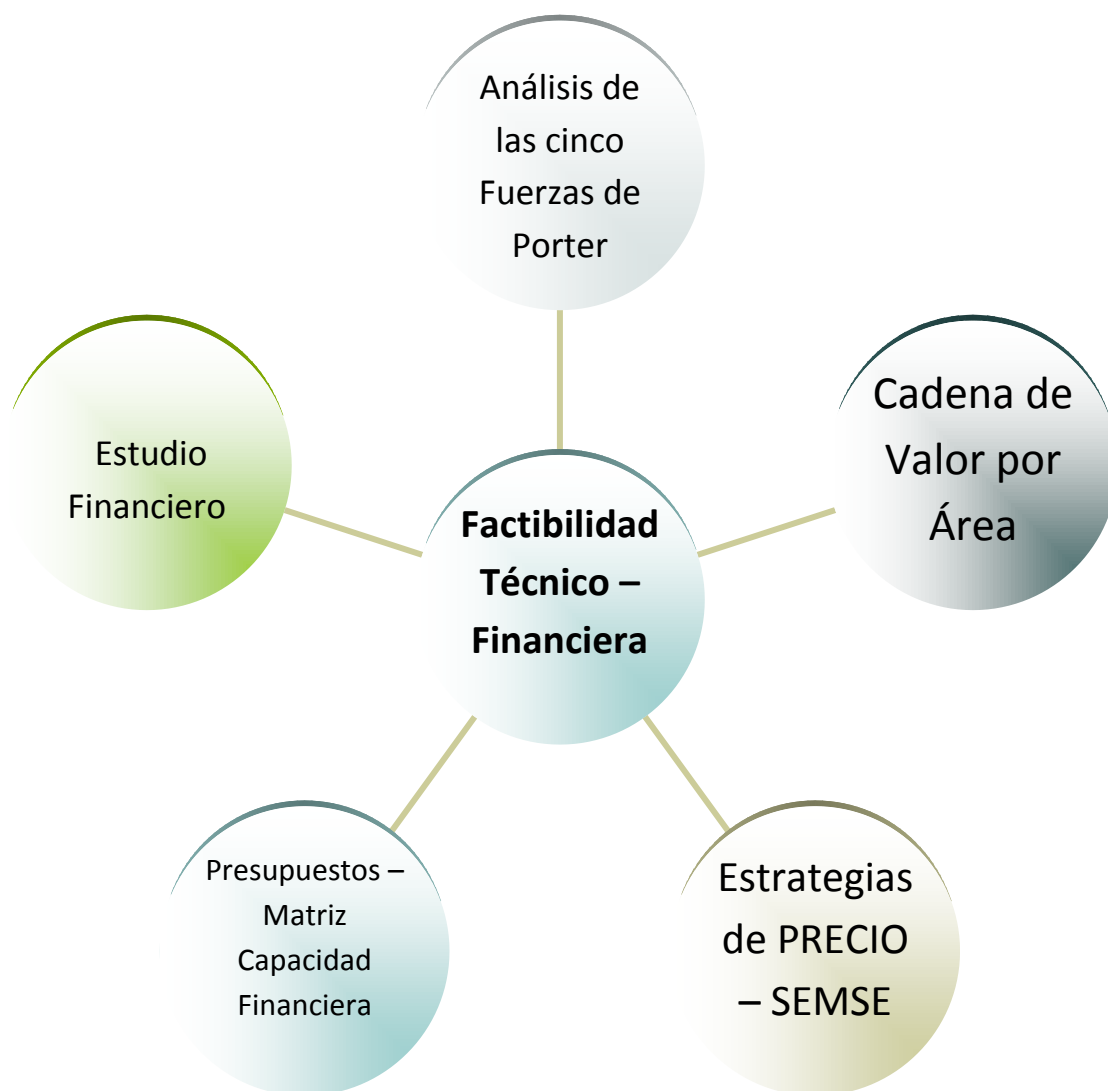 Análisis de
las cinco
Fuerzas de
Porter
Cadena de
Valor por
Área
Estudio
Financiero
Factibilidad
Técnico –
Financiera
Presupuestos –
Matriz
Capacidad
Financiera
Estrategias
de PRECIO
– SEMSE